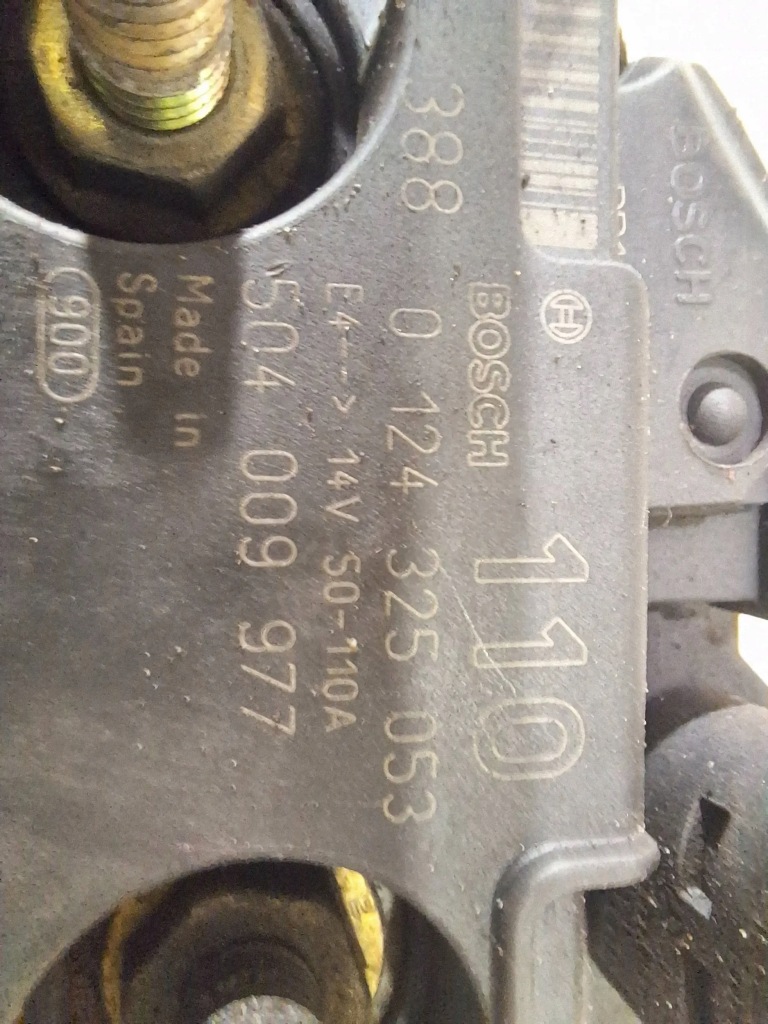 BOSCH 110
388 0 124 325 053
E4--> 14V 50-110A
504 009 977
Made in
Spain
900
BOSCH